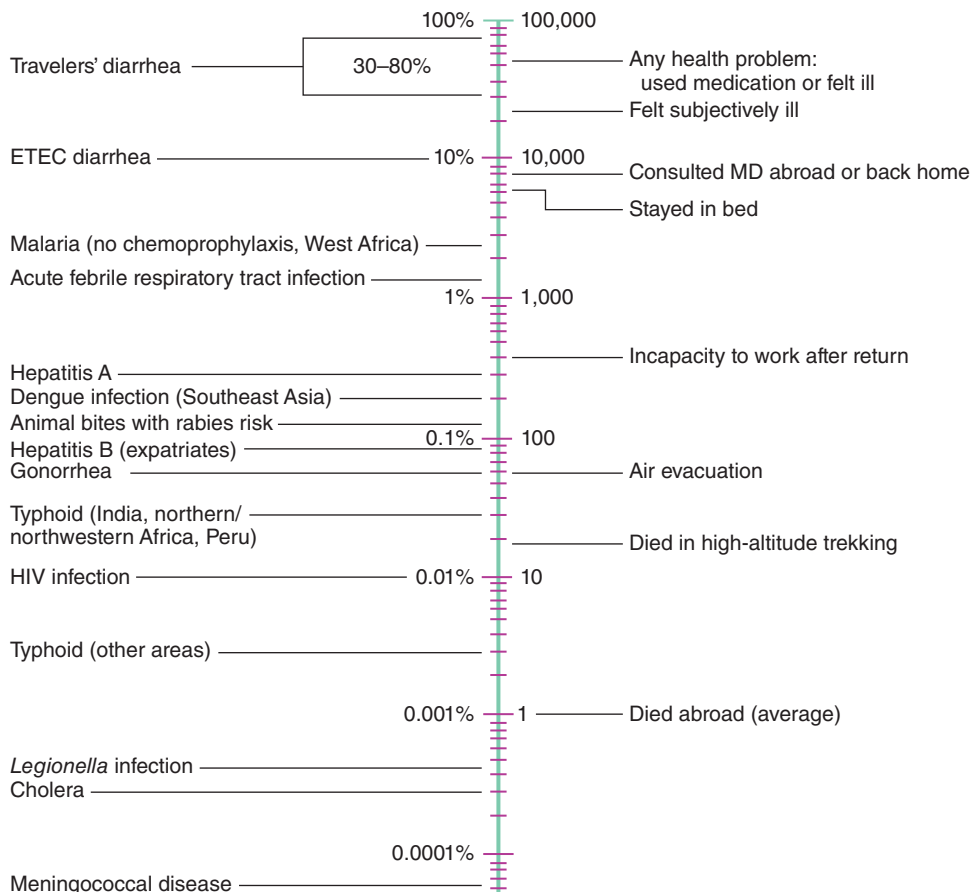 100% 100,000
Travelers’ diarrhea 30–80%
Any health problem:
used medication or felt ill
Felt subjectively ill
ETEC diarrhea 10% 10,000
Consulted MD abroad or back home
Stayed in bed
Malaria (no chemoprophylaxis, West Africa)
Acute febrile respiratory tract infection
1% 1,000
Incapacity to work after return
Hepatitis A
Dengue infection (Southeast Asia)
Animal bites with rabies risk
0.1% 100
Hepatitis B (expatriates)
Gonorrhea Air evacuation
Typhoid (India, northern/
northwestern Africa, Peru)
Died in high-altitude trekking
HIV infection 0.01% 10
Typhoid (other areas)
0.001% 1 Died abroad (average)
Legionella infection
Cholera
0.0001%
Meningococcal disease